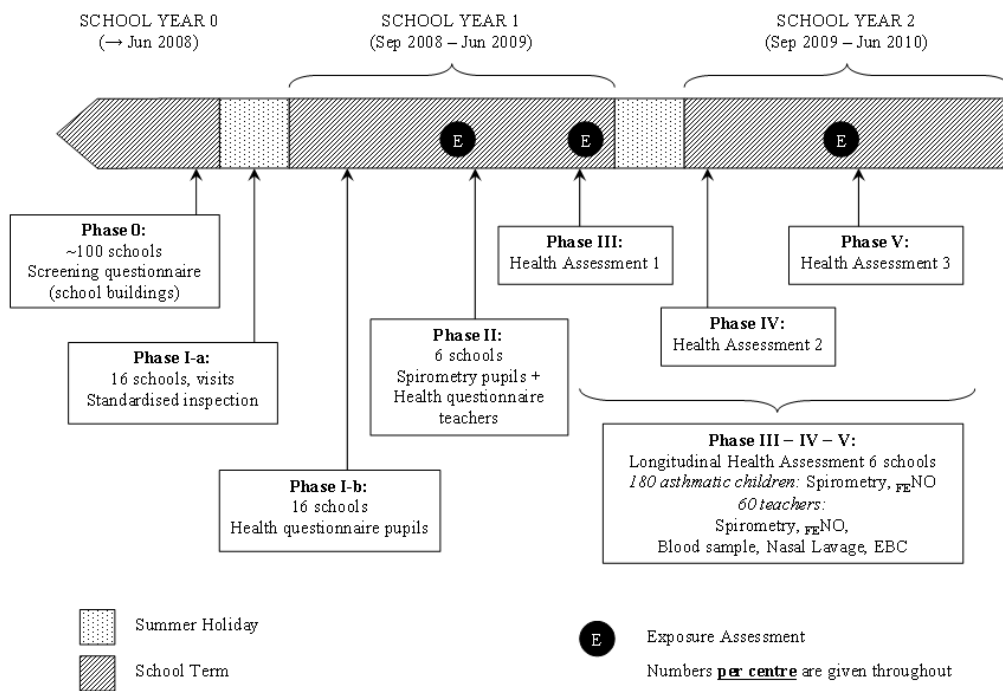 SCHOOL YEAR 0
(→ Jun 2008)
SCHOOL YEAR 1
(Sep 2008 – Jun 2009)
SCHOOL YEAR 2
(Sep 2009 – Jun 2010)
E
E
E
Phase 0:
~100 schools
Screening questionnaire
(school buildings)
Phase I-a:
16 schools, visits
Standardised inspection
Phase I-b:
16 schools
Health questionnaire pupils
Phase II:
6 schools
Spirometry pupils +
Health questionnaire
teachers
Phase III:
Health Assessment 1
Phase IV:
Health Assessment 2
Phase V:
Health Assessment 3
Phase III – IV – V:
Longitudinal Health Assessment 6 schools
180 asthmatic children: Spirometry, FENO
60 teachers:
Spirometry, FENO,
Blood sample, Nasal Lavage, EBC
Summer Holiday
School Term
E
Exposure Assessment
Numbers per centre are given throughout